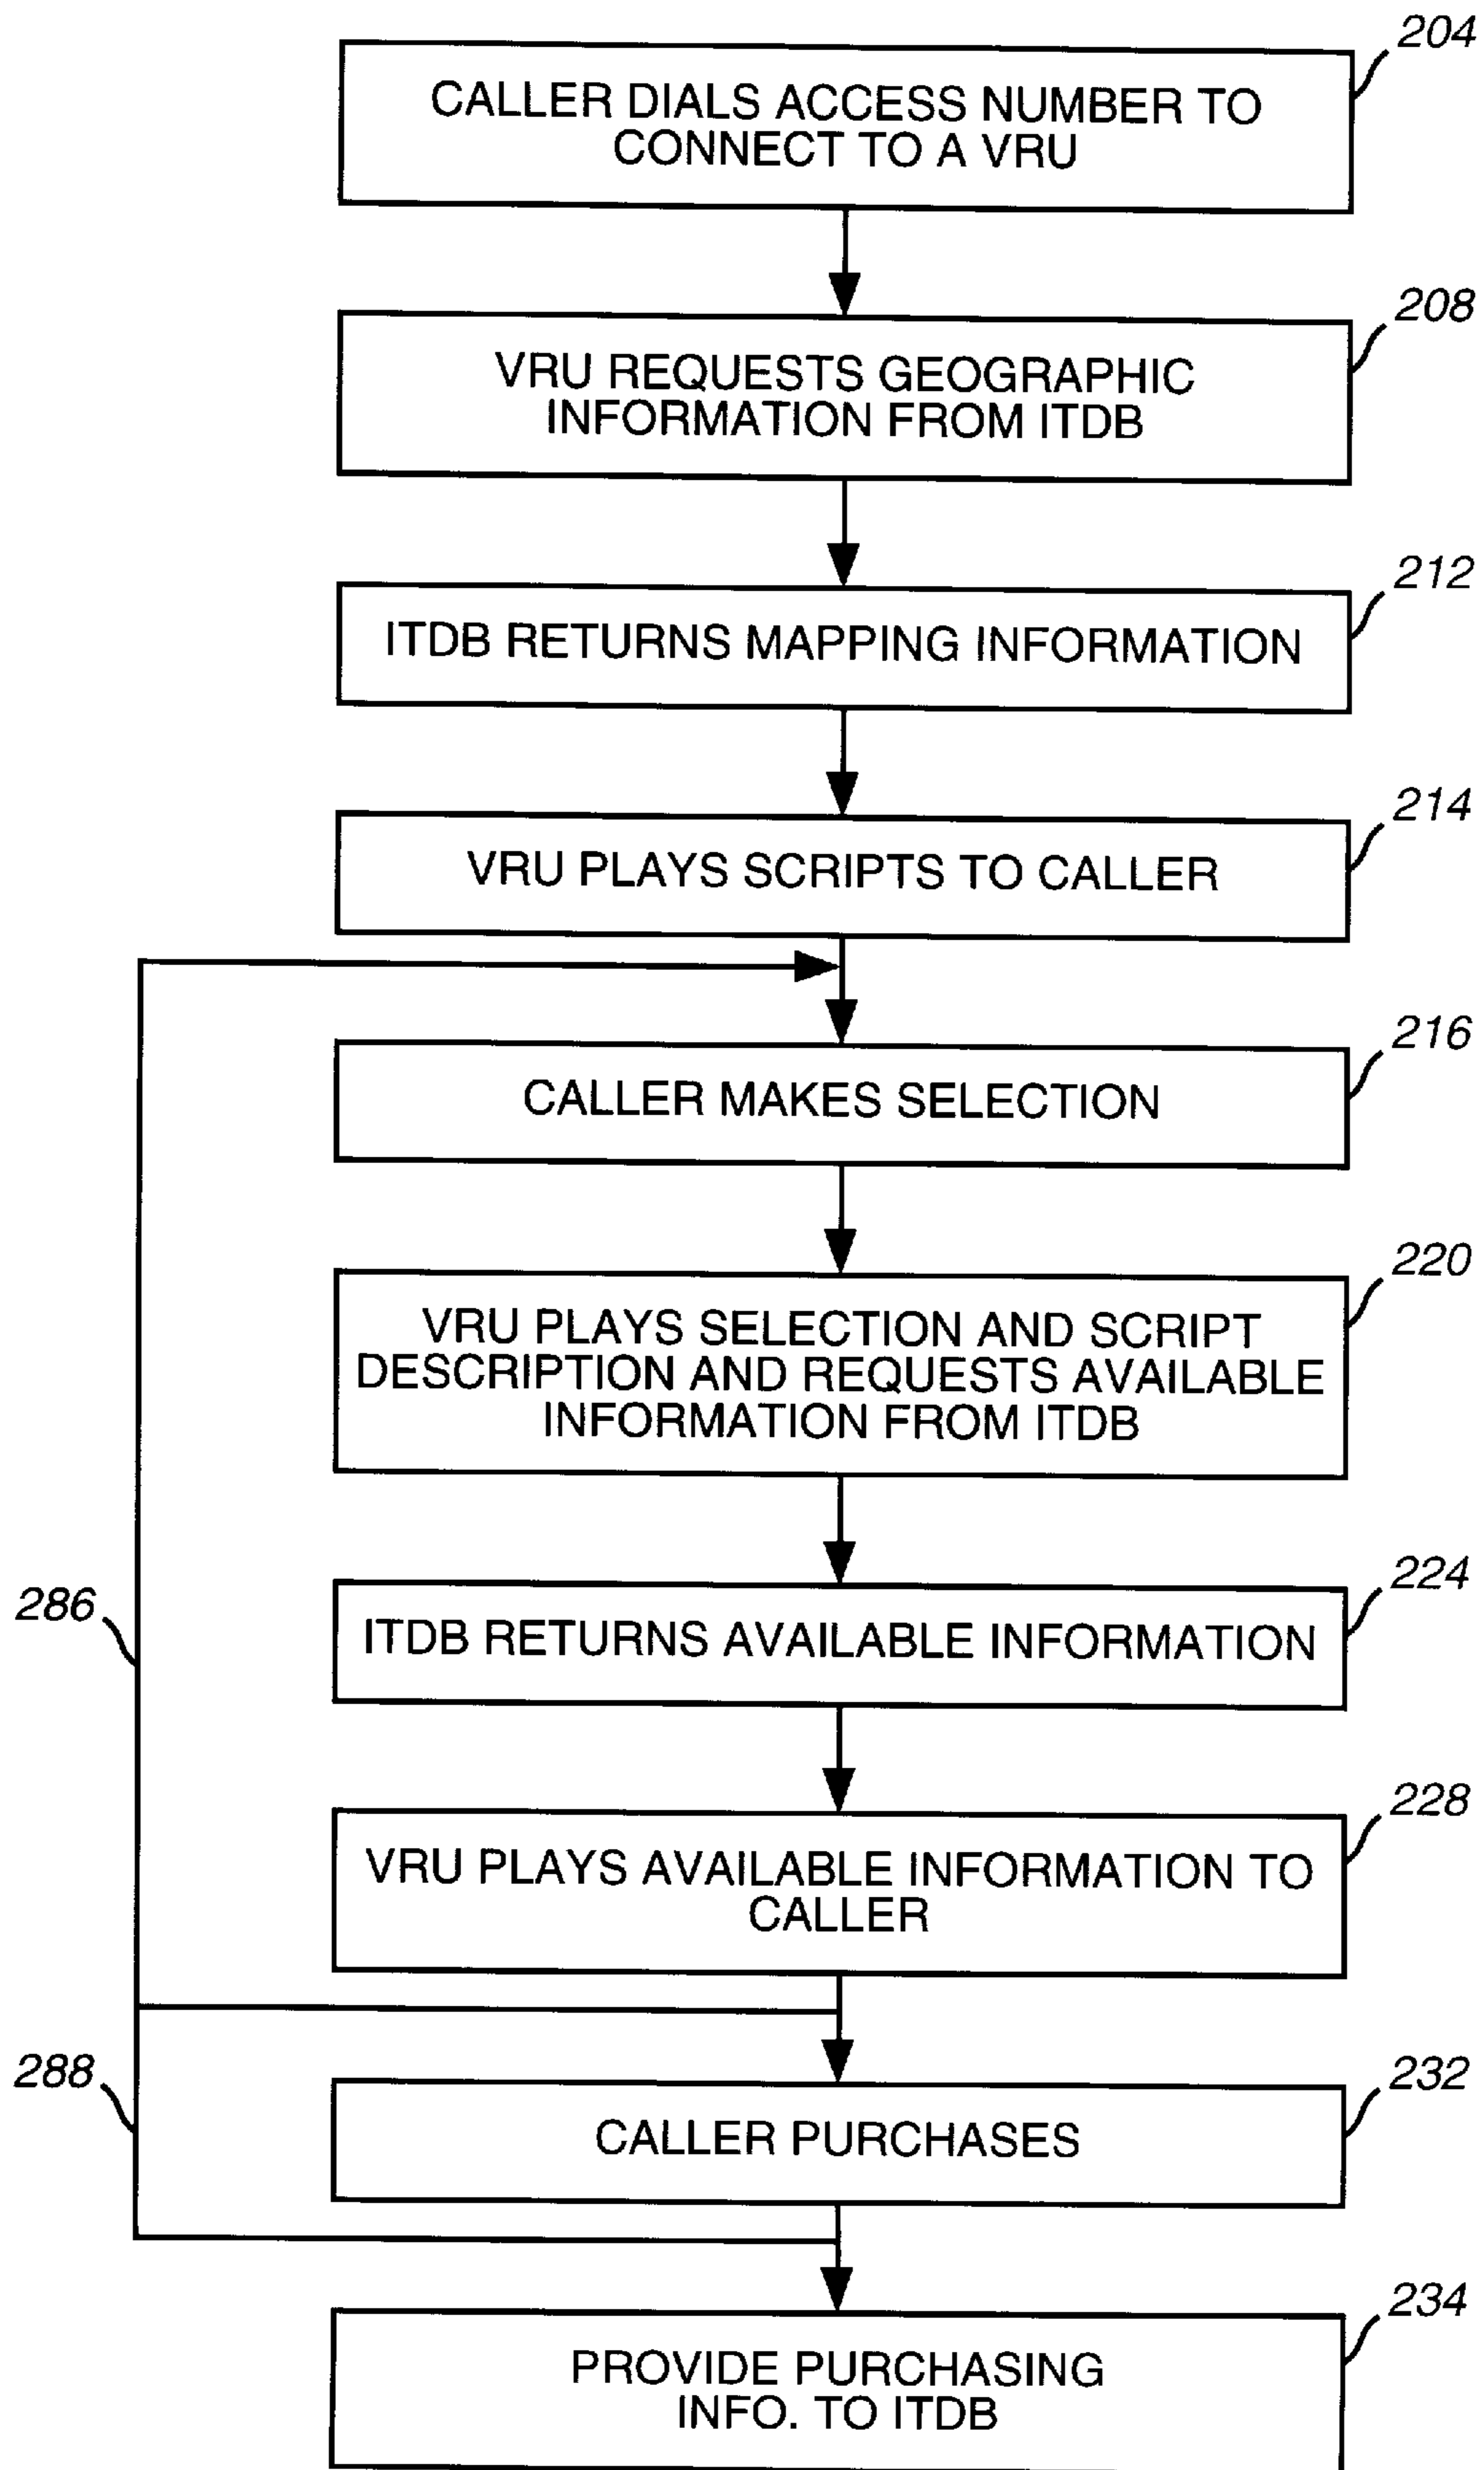 204
CALLER DIALS ACCESS NUMBER TO
CONNECT TO A VRU
208
VRU REQUESTS GEOGRAPHIC
INFORMATION FROM ITDB
212
ITDB RETURNS MAPPING INFORMATION
214
VRU PLAYS SCRIPTS TO CALLER
216
CALLER MAKES SELECTION
220
VRU PLAYS SELECTION AND SCRIPT
DESCRIPTION AND REQUESTS AVAILABLE
INFORMATION FROM ITDB
224
286
ITDB RETURNS AVAILABLE INFORMATION
228
VRU PLAYS AVAILABLE INFORMATION TO
CALLER
288
232
CALLER PURCHASES
234
PROVIDE PURCHASING
INFO. TO ITDB